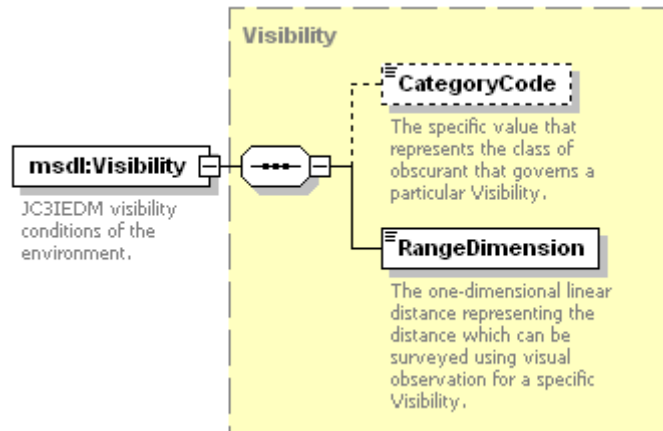 Visibility
CategoryCode
The specific value that
represents the class of
obscurant that governs a
particular Visibility.
msdl:Visibility
JC3IEDM visibility
conditions of the
environment.
RangeDimension
The one-dimensional linear
distance representing the
distance which can be
surveyed using visual
observation for a specific
Visibility.